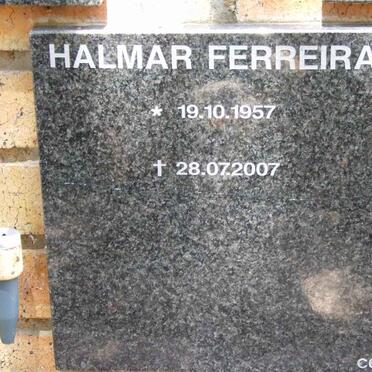 HALMAR FERREIRA
* 19.10.1957
† 28.07.2007